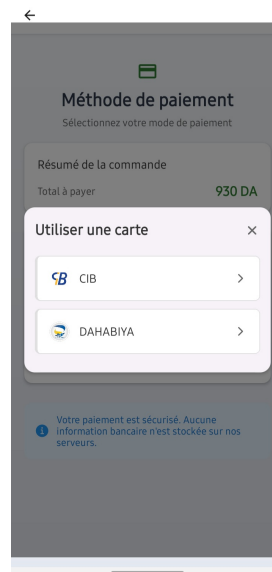 Méthode de paiement
Sélectionnez votre mode de paiement
Résumé de la commande
Total à payer 930 DA
Utiliser une carte
CIB
DAHABIYA
Votre paiement est sécurisé. Aucune
information bancaire n'est stockée sur nos
serveurs.